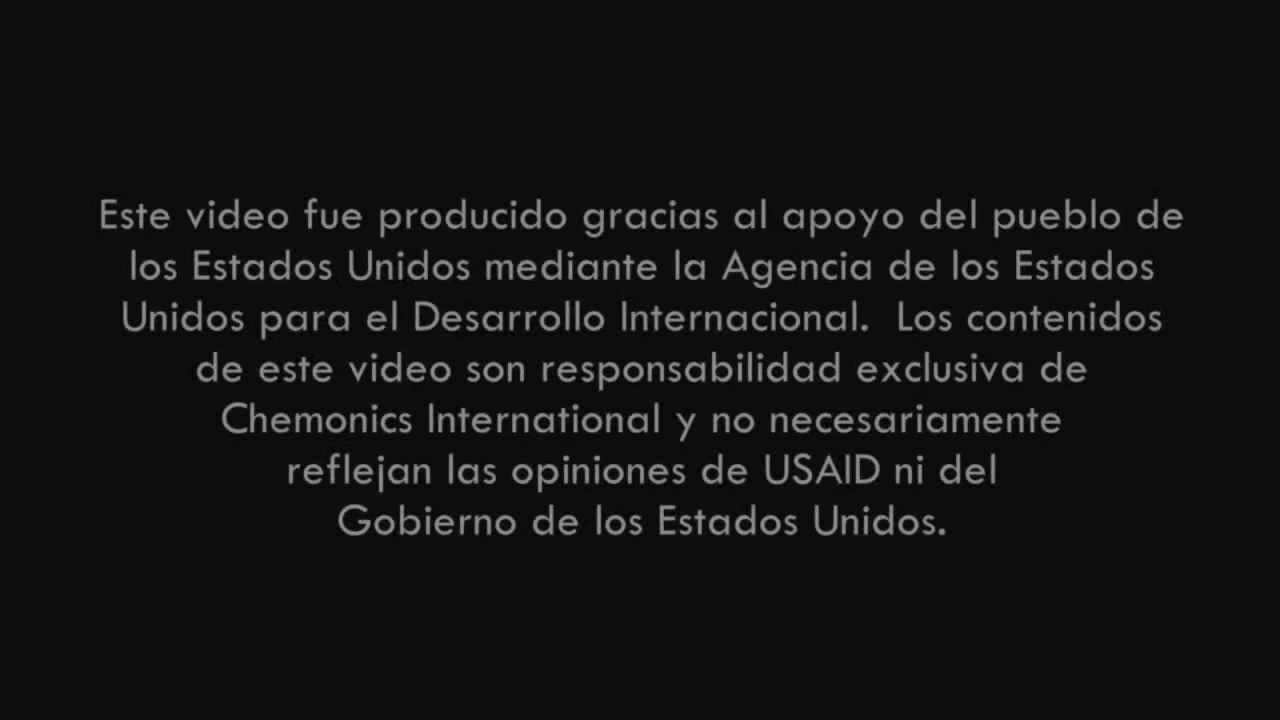 Este video fue producido gracias al apoyo del pueblo de
los Estados Unidos mediante la Agencia de los Estados
Unidos para el Desarrollo Internacional.  Los contenidos
de este video son responsabilidad exclusiva de
Chemonics International y no necesariamente
reflejan las opiniones de USAID ni del
Gobierno de los Estados Unidos.